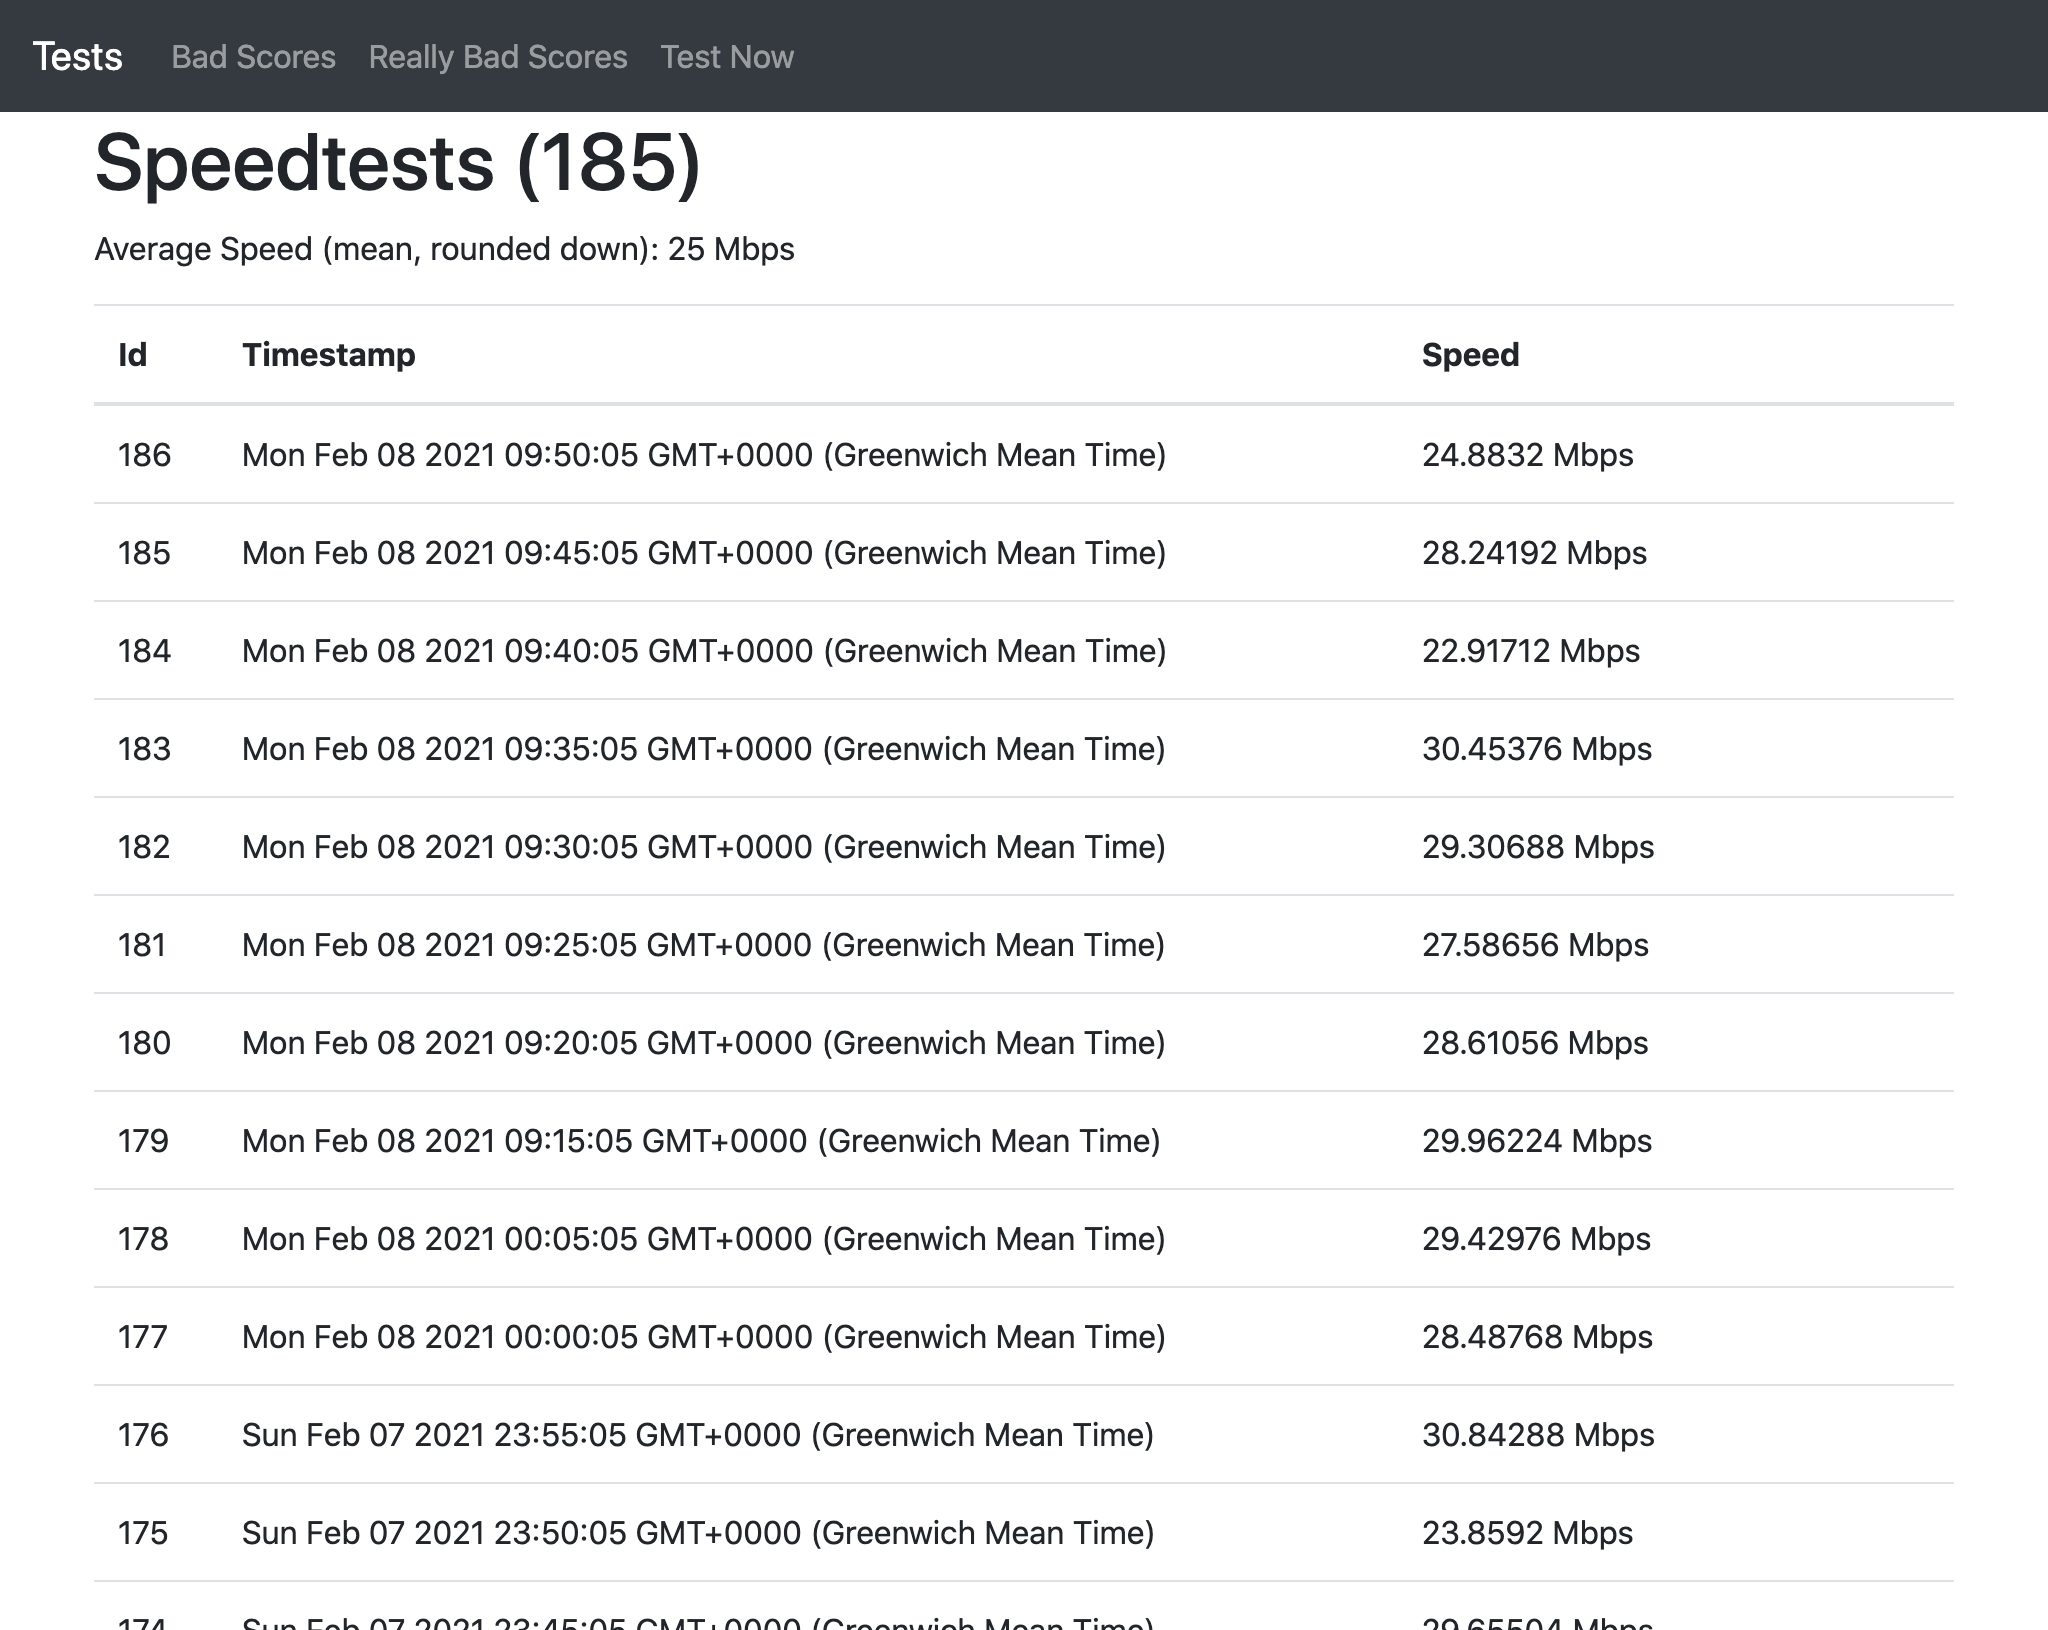 Tests Bad Scores Really Bad Scores Test Now
Speedtests (185)
Average Speed (mean, rounded down): 25 Mbps
Id Timestamp Speed
186 Mon Feb 08 2021 09:50:05 GMT+0000 (Greenwich Mean Time) 24.8832 Mbps
185 Mon Feb 08 2021 09:45:05 GMT+0000 (Greenwich Mean Time) 28.24192 Mbps
184 Mon Feb 08 2021 09:40:05 GMT+0000 (Greenwich Mean Time) 22.91712 Mbps
183 Mon Feb 08 2021 09:35:05 GMT+0000 (Greenwich Mean Time) 30.45376 Mbps
182 Mon Feb 08 2021 09:30:05 GMT+0000 (Greenwich Mean Time) 29.30688 Mbps
181 Mon Feb 08 2021 09:25:05 GMT+0000 (Greenwich Mean Time) 27.58656 Mbps
180 Mon Feb 08 2021 09:20:05 GMT+0000 (Greenwich Mean Time) 28.61056 Mbps
179 Mon Feb 08 2021 09:15:05 GMT+0000 (Greenwich Mean Time) 29.96224 Mbps
178 Mon Feb 08 2021 00:05:05 GMT+0000 (Greenwich Mean Time) 29.42976 Mbps
177 Mon Feb 08 2021 00:00:05 GMT+0000 (Greenwich Mean Time) 28.48768 Mbps
176 Sun Feb 07 2021 23:55:05 GMT+0000 (Greenwich Mean Time) 30.84288 Mbps
175 Sun Feb 07 2021 23:50:05 GMT+0000 (Greenwich Mean Time) 23.8592 Mbps
174 Sun Feb 07 2021 23:45:05 GMT+0000 (Greenwich Mean Time) 29.65504 Mbps